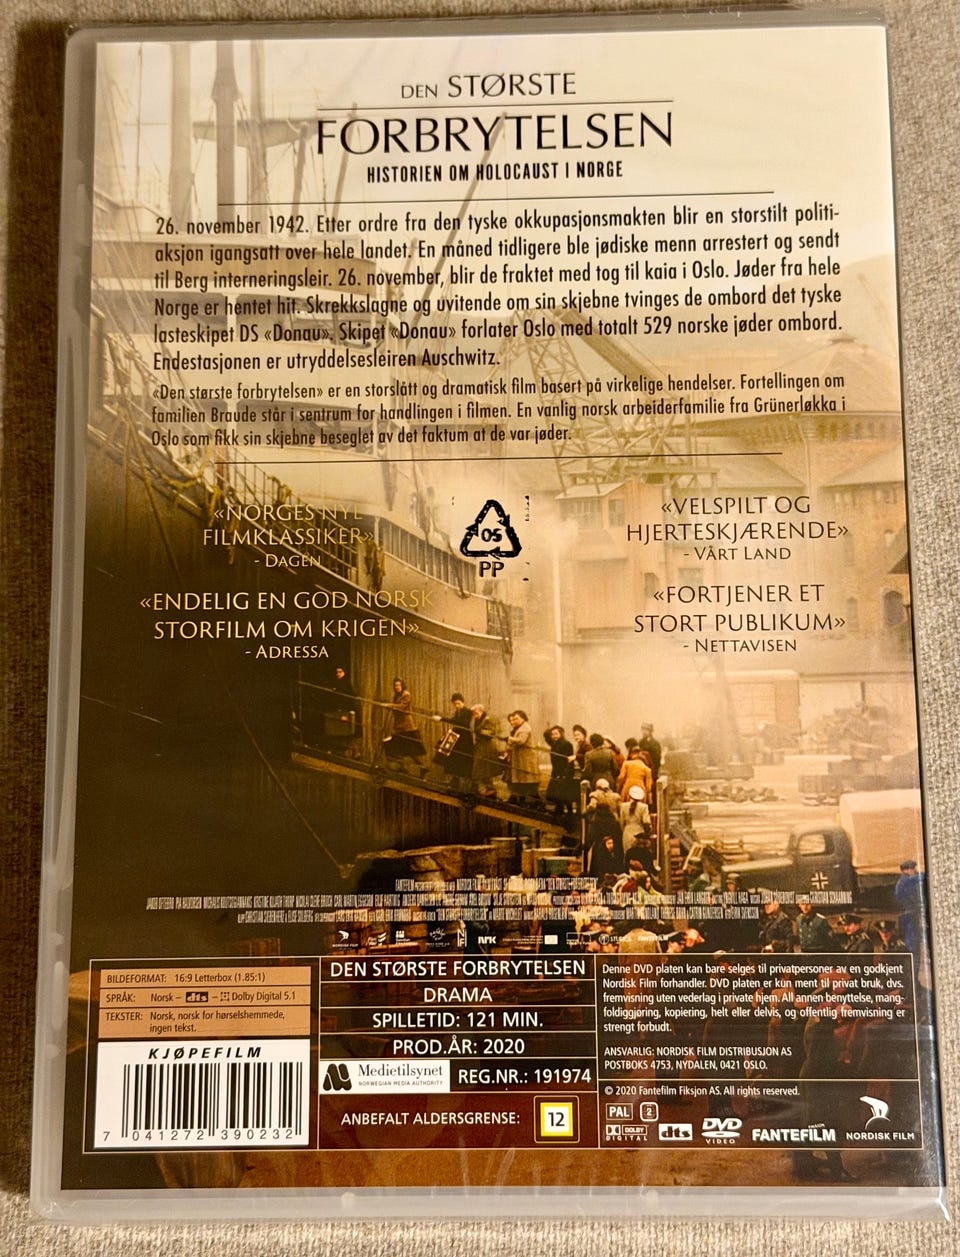 DEN STØRSTE
FORBRYTELSEN
HISTORIEN OM HOLOCAUST I NORGE
26. november 1942. Etter ordre fra den tyske okkupasjonsmakten blir en storstilt politi-
aksjon igangsatt over hele landet. En måned tidligere ble jødiske menn arrestert og sendt
til Berg interneringsleir. 26. november, blir de fraktet med tog til kaia i Oslo. Jøder fra hele
Norge er hentet hit. Skrekkslagne og uvitende om sin skjebne tvinges de ombord det tyske
lasteskipet DS «Donau». Skipet «Donau» forlater Oslo med totalt 529 norske jøder ombord.
Endestasjonen er utryddelsesleiren Auschwitz.
«Den største forbrytelsen» er en storslått og dramatisk film basert på virkelige hendelser. Fortellingen om
familien Braude står i sentrum for handlingen i filmen. En vanlig norsk arbeiderfamilie fra Grünerløkka i
Oslo som fikk sin skjebne beseglet av det faktum at de var jøder.
«NORGES NYE
FILMKLASSIKER»
- DAGEN
«ENDELIG EN GOD NORSK
STORFILM OM KRIGEN»
- ADRESSA
05
PP
«VELSPILT OG
HJERTESKJÆRENDE»
- VÅRT LAND
«FORTJENER ET
STORT PUBLIKUM»
- NETTAVISEN
NRK
BILDEFORMAT: 16:9 Letterbox (1.85:1)
SPRÅK: Norsk – dts – Dolby Digital 5.1
TEKSTER: Norsk, norsk for hørselshemmede,
ingen tekst.
KJØPEFILM
7 041272 390232
DEN STØRSTE FORBRYTELSEN
DRAMA
SPILLETID: 121 MIN.
PROD.ÅR: 2020
Medietilsynet
NORWEGIAN MEDIA AUTHORITY
REG.NR.: 191974
ANBEFALT ALDERSGRENSE: 12
Denne DVD platen kan bare selges til privatpersoner av en godkjent
Nordisk Film forhandler. DVD platen er kun ment til privat bruk, dvs.
fremvisning uten vederlag i private hjem. All annen benyttelse, mang-
foldiggjøring, kopiering, helt eller delvis, og offentlig fremvisning er
strengt forbudt.
ANSVARLIG: NORDISK FILM DISTRIBUSJON AS
POSTBOKS 4753, NYDALEN, 0421 OSLO.
© 2020 Fantefilm Fiksjon AS. All rights reserved.
PAL 2
DOLBY
DIGITAL
dts
DVD
VIDEO
FANTEFILM
NORDISK FILM